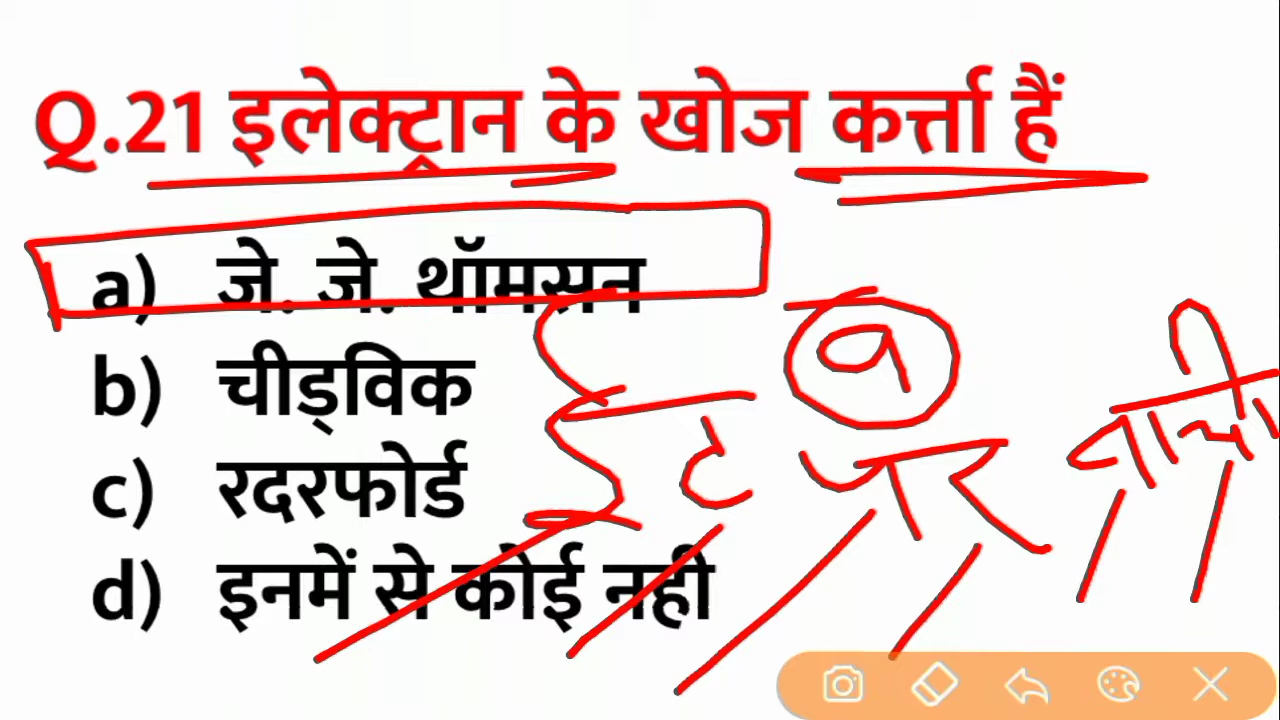 Q.21 इलेक्ट्रान के खोज कर्त्ता हैं
a) जे. जे. थॉमसन
b) चीड्विक
c) रदरफोर्ड
d) इनमें से कोई नही
a